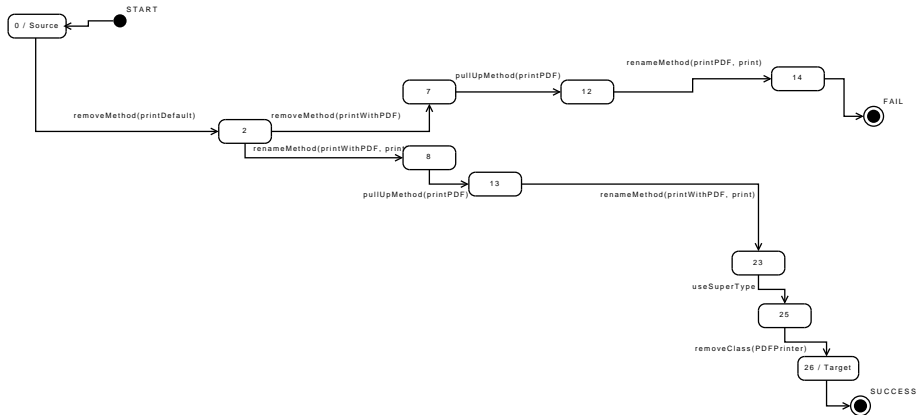 START
0 / Source
removeMethod(printDefault)
2
removeMethod(printWithPDF)
7
pullUpMethod(printPDF)
12
renameMethod(printPDF, print)
14
FAIL
renameMethod(printWithPDF, print
8
pullUpMethod(printPDF)
13
renameMethod(printWithPDF, print)
23
useSuperType
25
removeClass(PDFPrinter)
26 / Target
SUCCESS